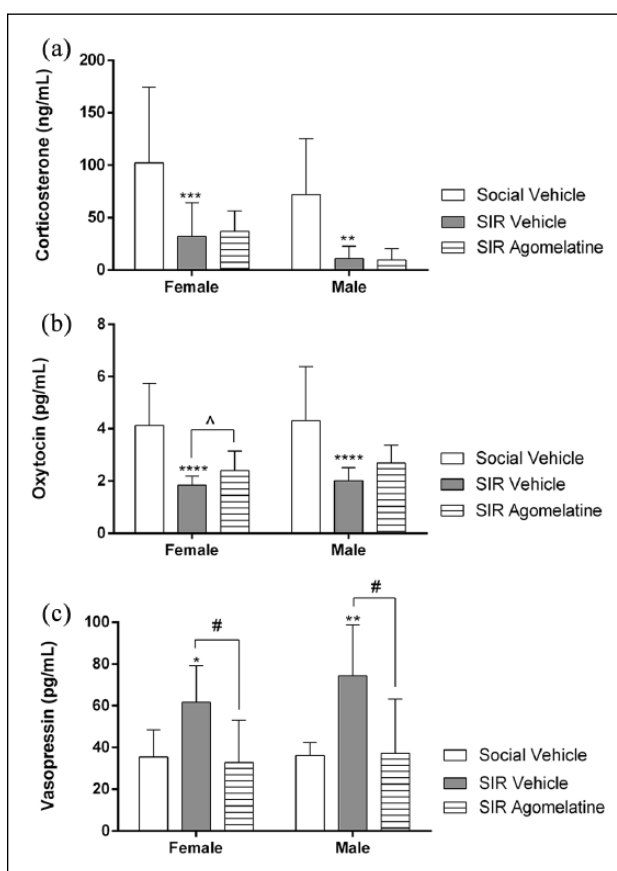 (a)
Corticosterone (ng/mL)
200
150
100
50
0
***
**
Female
Male
Social Vehicle
SIR Vehicle
SIR Agomelatine
(b)
Oxytocin (pg/mL)
8
6
4
2
0
^
****
****
Female
Male
Social Vehicle
SIR Vehicle
SIR Agomelatine
(c)
Vasopressin (pg/mL)
100
80
60
40
20
0
#
#
*
**
Female
Male
Social Vehicle
SIR Vehicle
SIR Agomelatine